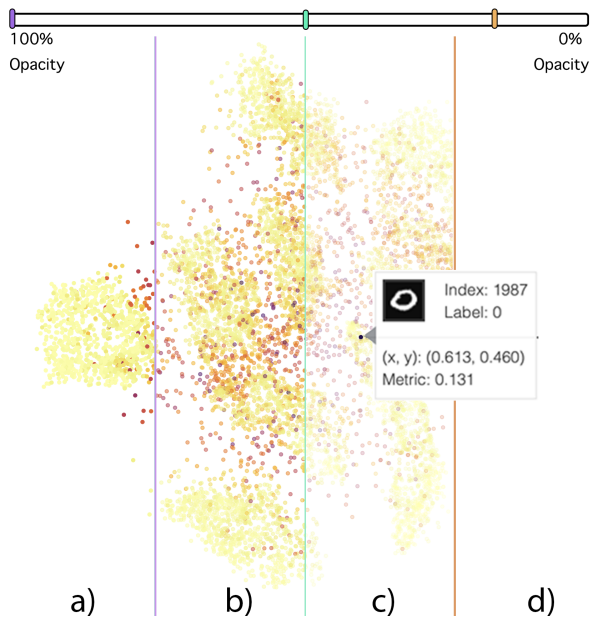 100% 0%
Opacity Opacity
Index: 1987
Label: 0
(x, y): (0.613, 0.460)
Metric: 0.131
a) b) c) d)